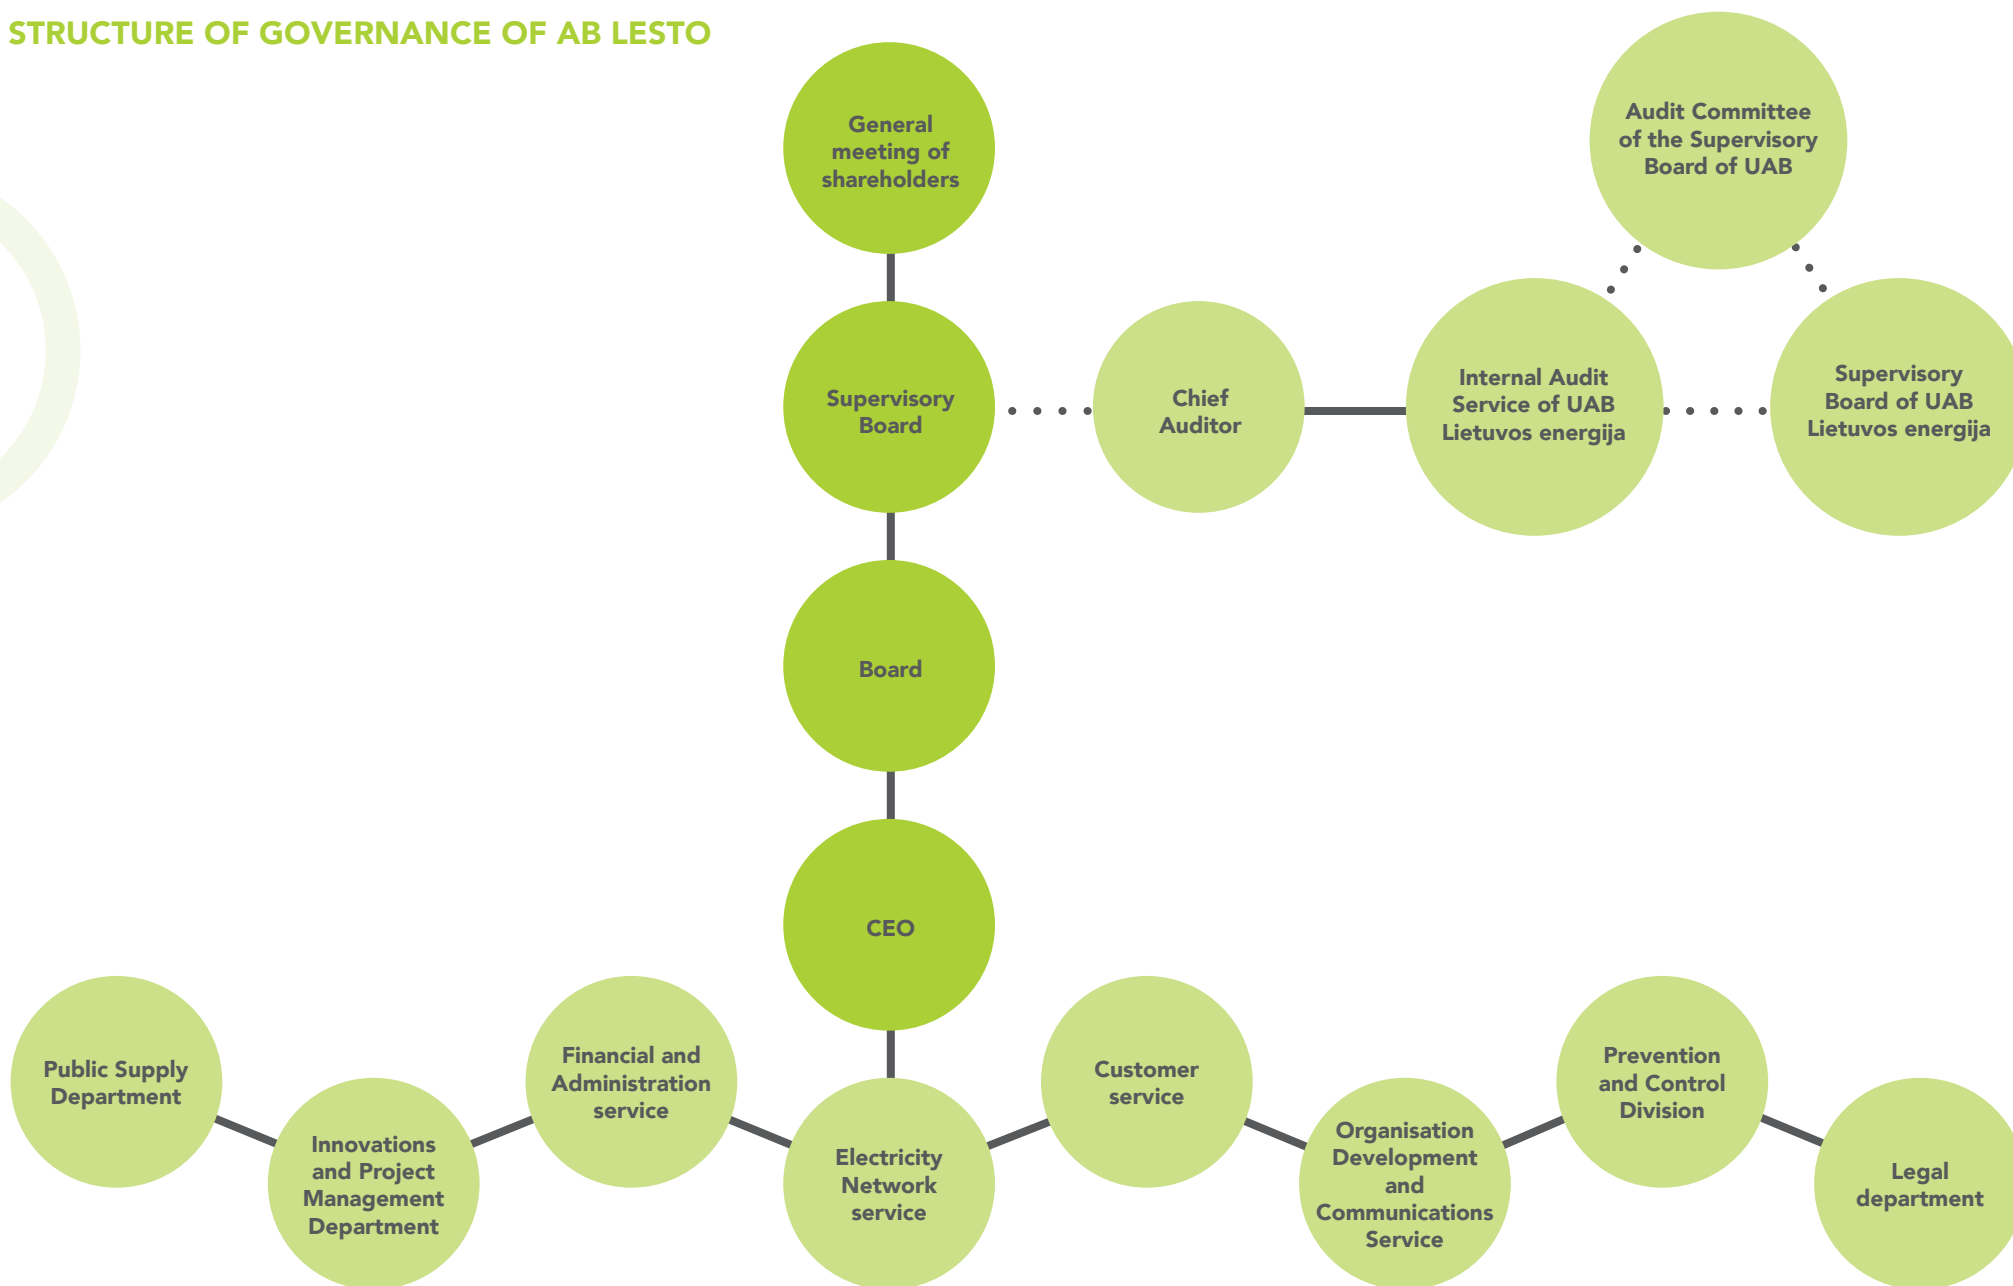 STRUCTURE OF GOVERNANCE OF AB LESTO
General
meeting of
shareholders
Audit Committee
of the Supervisory
Board of UAB
Supervisory
Board
Chief
Auditor
Internal Audit
Service of UAB
Lietuvos energija
Supervisory
Board of UAB
Lietuvos energija
Board
CEO
Public Supply
Department
Innovations
and Project
Management
Department
Financial and
Administration
service
Electricity
Network
service
Customer
service
Organisation
Development
and
Communications
Service
Prevention
and Control
Division
Legal
department